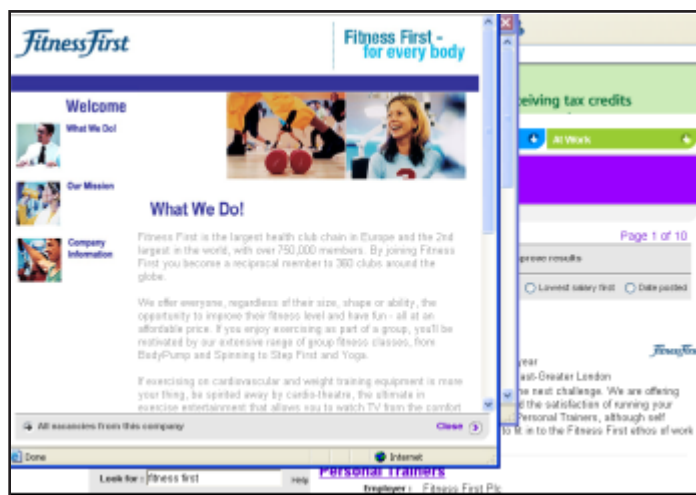 Fitness First
Fitness First -
for every body
Welcome
What We Do!
Our Mission
Company
Information
What We Do!
Fitness First is the largest health club chain in Europe and the 2nd
largest in the world, with over 750,000 members. By joining Fitness
First you become a reciprocal member to 360 clubs around the
globe.
We offer everyone, regardless of their size, shape or ability, the
opportunity to improve their fitness level and have fun - all at an
affordable price. If you enjoy exercising as part of a group, you'll be
motivated by our extensive range of group fitness classes, from
BodyPump and Spinning to Step First and Yoga.
If exercising on cardiovascular and weight training equipment is more
your thing, be spirited away by cardio-theatre, the ultimate in
exercise entertainment that allows you to watch TV from the comfort
All vacancies from this company
Close
Done
Internet
eiving tax credits
At Work
Page 1 of 10
prove results
Lowest salary first
Date posted
Fitness First
year
ast-Greater London
e next challenge. We are offering
d the satisfaction of running your
Personal Trainers, although self
to fit in to the Fitness First ethos of work
Look for : fitness first
Help
Personal Trainers
Employer : Fitness First Plc